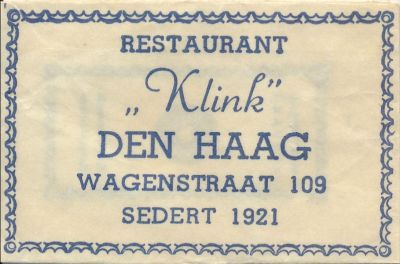 RESTAURANT
„Klink”
DEN HAAG
WAGENSTRAAT 109
SEDERT 1921